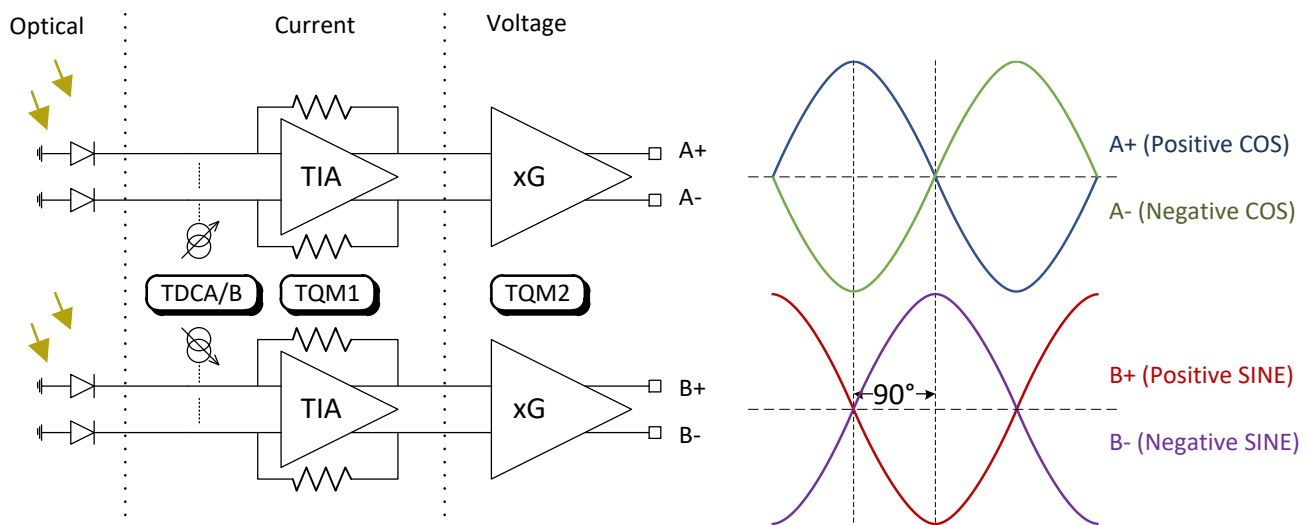 Optical
Current
Voltage
TIA
xG
A+
A-
TDCA/B
TQM1
TQM2
TIA
xG
B+
B-
A+ (Positive COS)
A- (Negative COS)
90°
B+ (Positive SINE)
B- (Negative SINE)